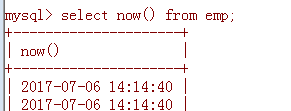 mysql> select now() from emp;
+---------------------+
| now()               |
+---------------------+
| 2017-07-06 14:14:40 |
| 2017-07-06 14:14:40 |